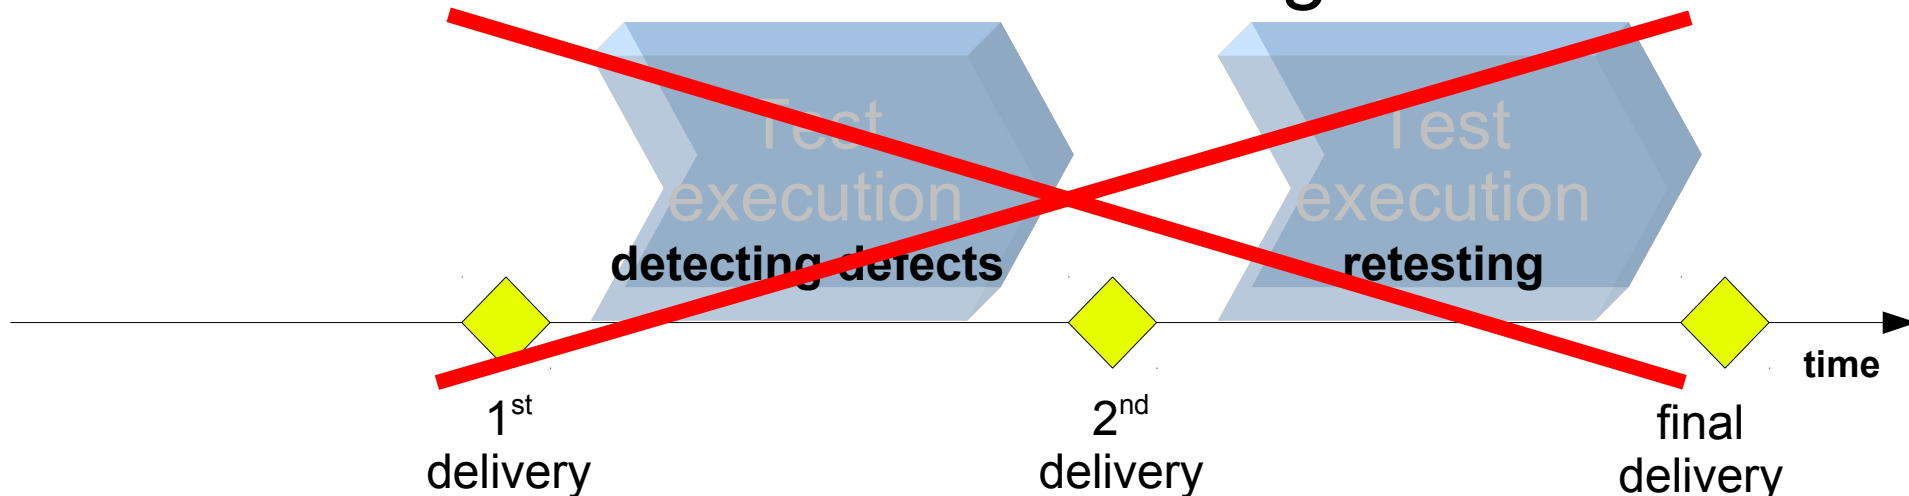 Test
execution
detecting defects
Test
execution
retesting
time
1st
delivery
2nd
delivery
final
delivery